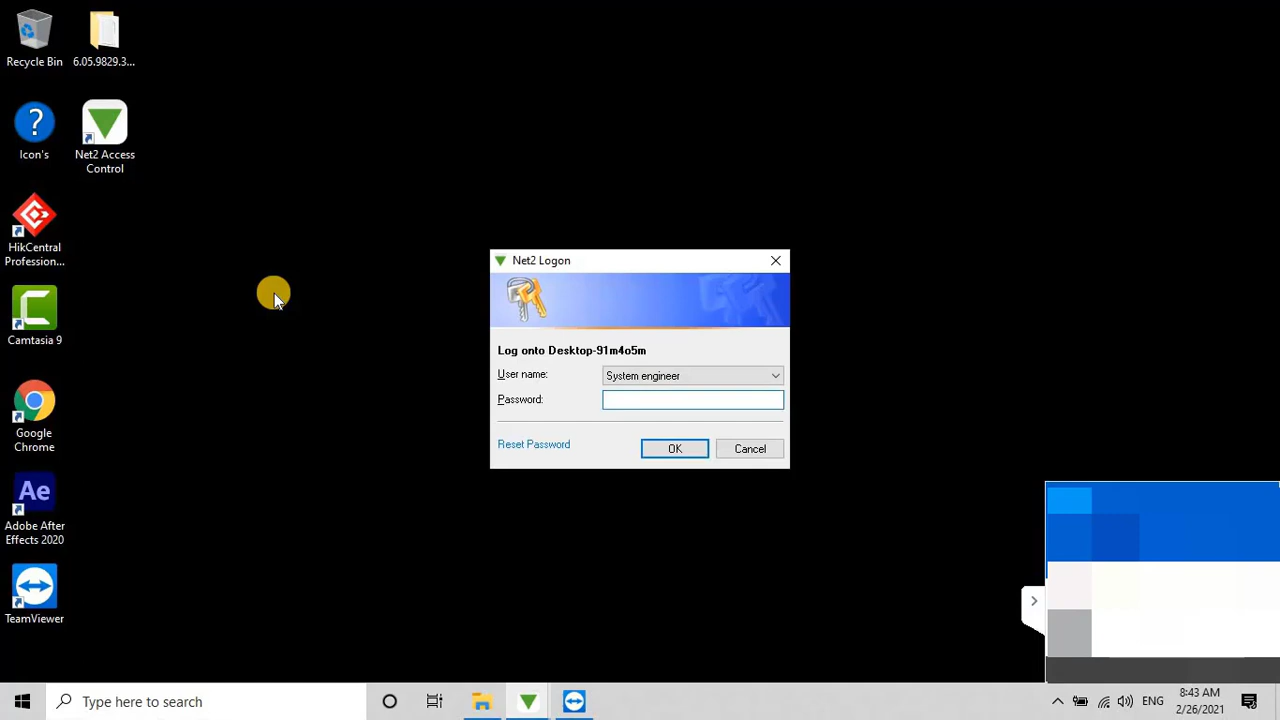 Recycle Bin
6.05.9829.3...
Icon's
Net2 Access
Control
HikCentral
Profession...
Camtasia 9
Google
Chrome
Ae
Adobe After
Effects 2020
TeamViewer
Net2 Logon
Log onto Desktop-91m4o5m
User name:
System engineer
Password:
Reset Password
OK
Cancel
Type here to search
ENG
8:43 AM
2/26/2021